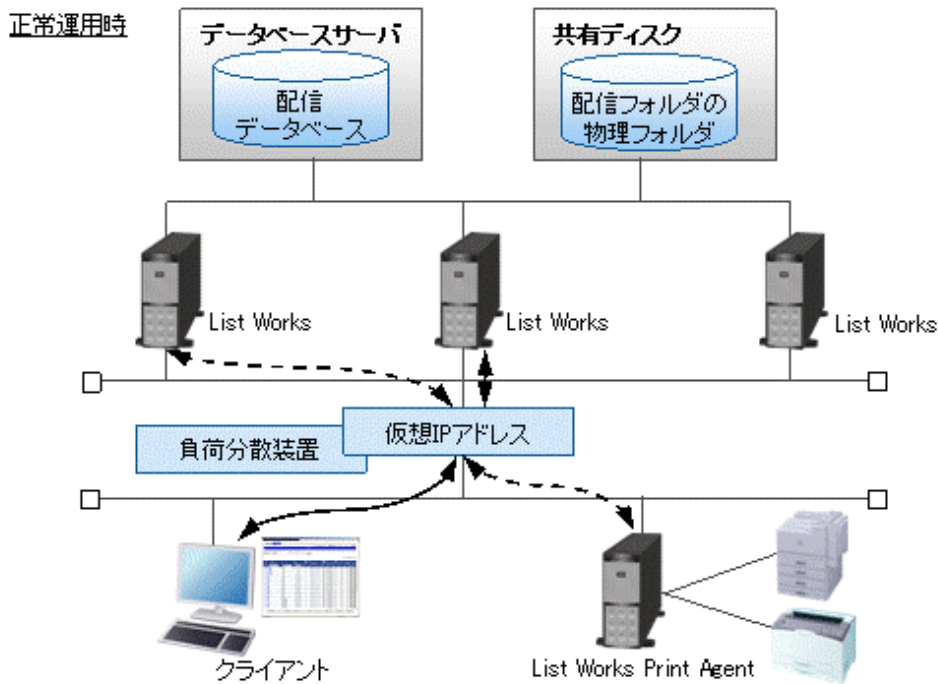 正常運用時
データベースサーバ
配信
データベース
共有ディスク
配信フォルダの
物理フォルダ
List Works
List Works
List Works
仮想IPアドレス
負荷分散装置
クライアント
List Works Print Agent